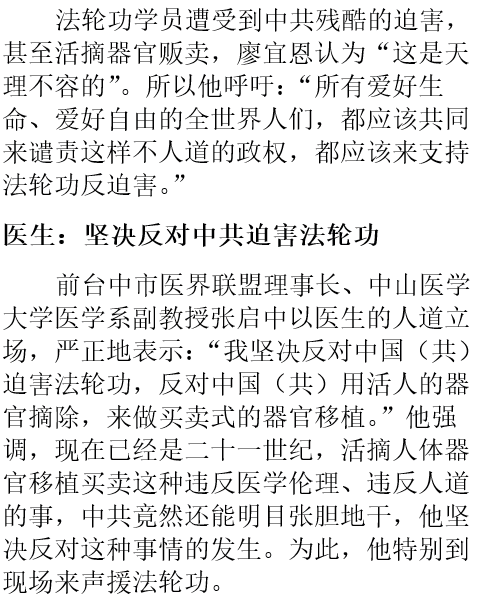 法轮功学员遭受到中共残酷的迫害，
甚至活摘器官贩卖，廖宜恩认为“这是天
理不容的”。所以他呼吁：“所有爱好生
命、爱好自由的全世界人们，都应该共同
来谴责这样不人道的政权，都应该来支持
法轮功反迫害。”
医生：坚决反对中共迫害法轮功
前台中市医界联盟理事长、中山医学
大学医学系副教授张启中以医生的人道立
场，严正地表示：“我坚决反对中国（共）
迫害法轮功，反对中国（共）用活人的器
官摘除，来做买卖式的器官移植。”他强
调，现在已经是二十一世纪，活摘人体器
官移植买卖这种违反医学伦理、违反人道
的事，中共竟然还能明目张胆地干，他坚
决反对这种事情的发生。为此，他特别到
现场来声援法轮功。